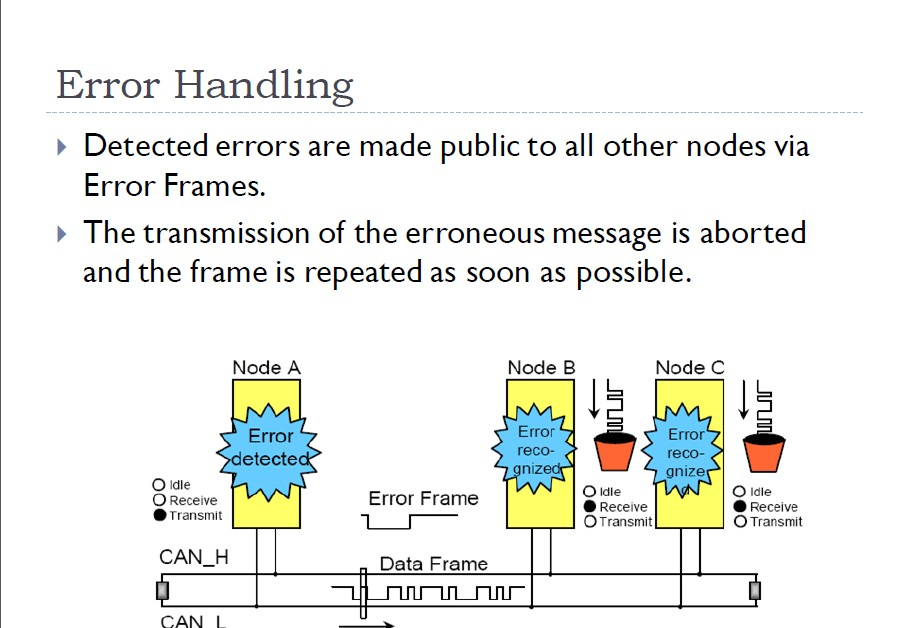 Error Handling
Detected errors are made public to all other nodes via
Error Frames.
The transmission of the erroneous message is aborted
and the frame is repeated as soon as possible.
Node A
Node B
Node C
Error
detected
Error
reco-
gnized
Error
reco-
gnize
d
Idle
Receive
Transmit
Error Frame
Idle
Receive
Transmit
Idle
Receive
Transmit
CAN_H
Data Frame
CAN_L